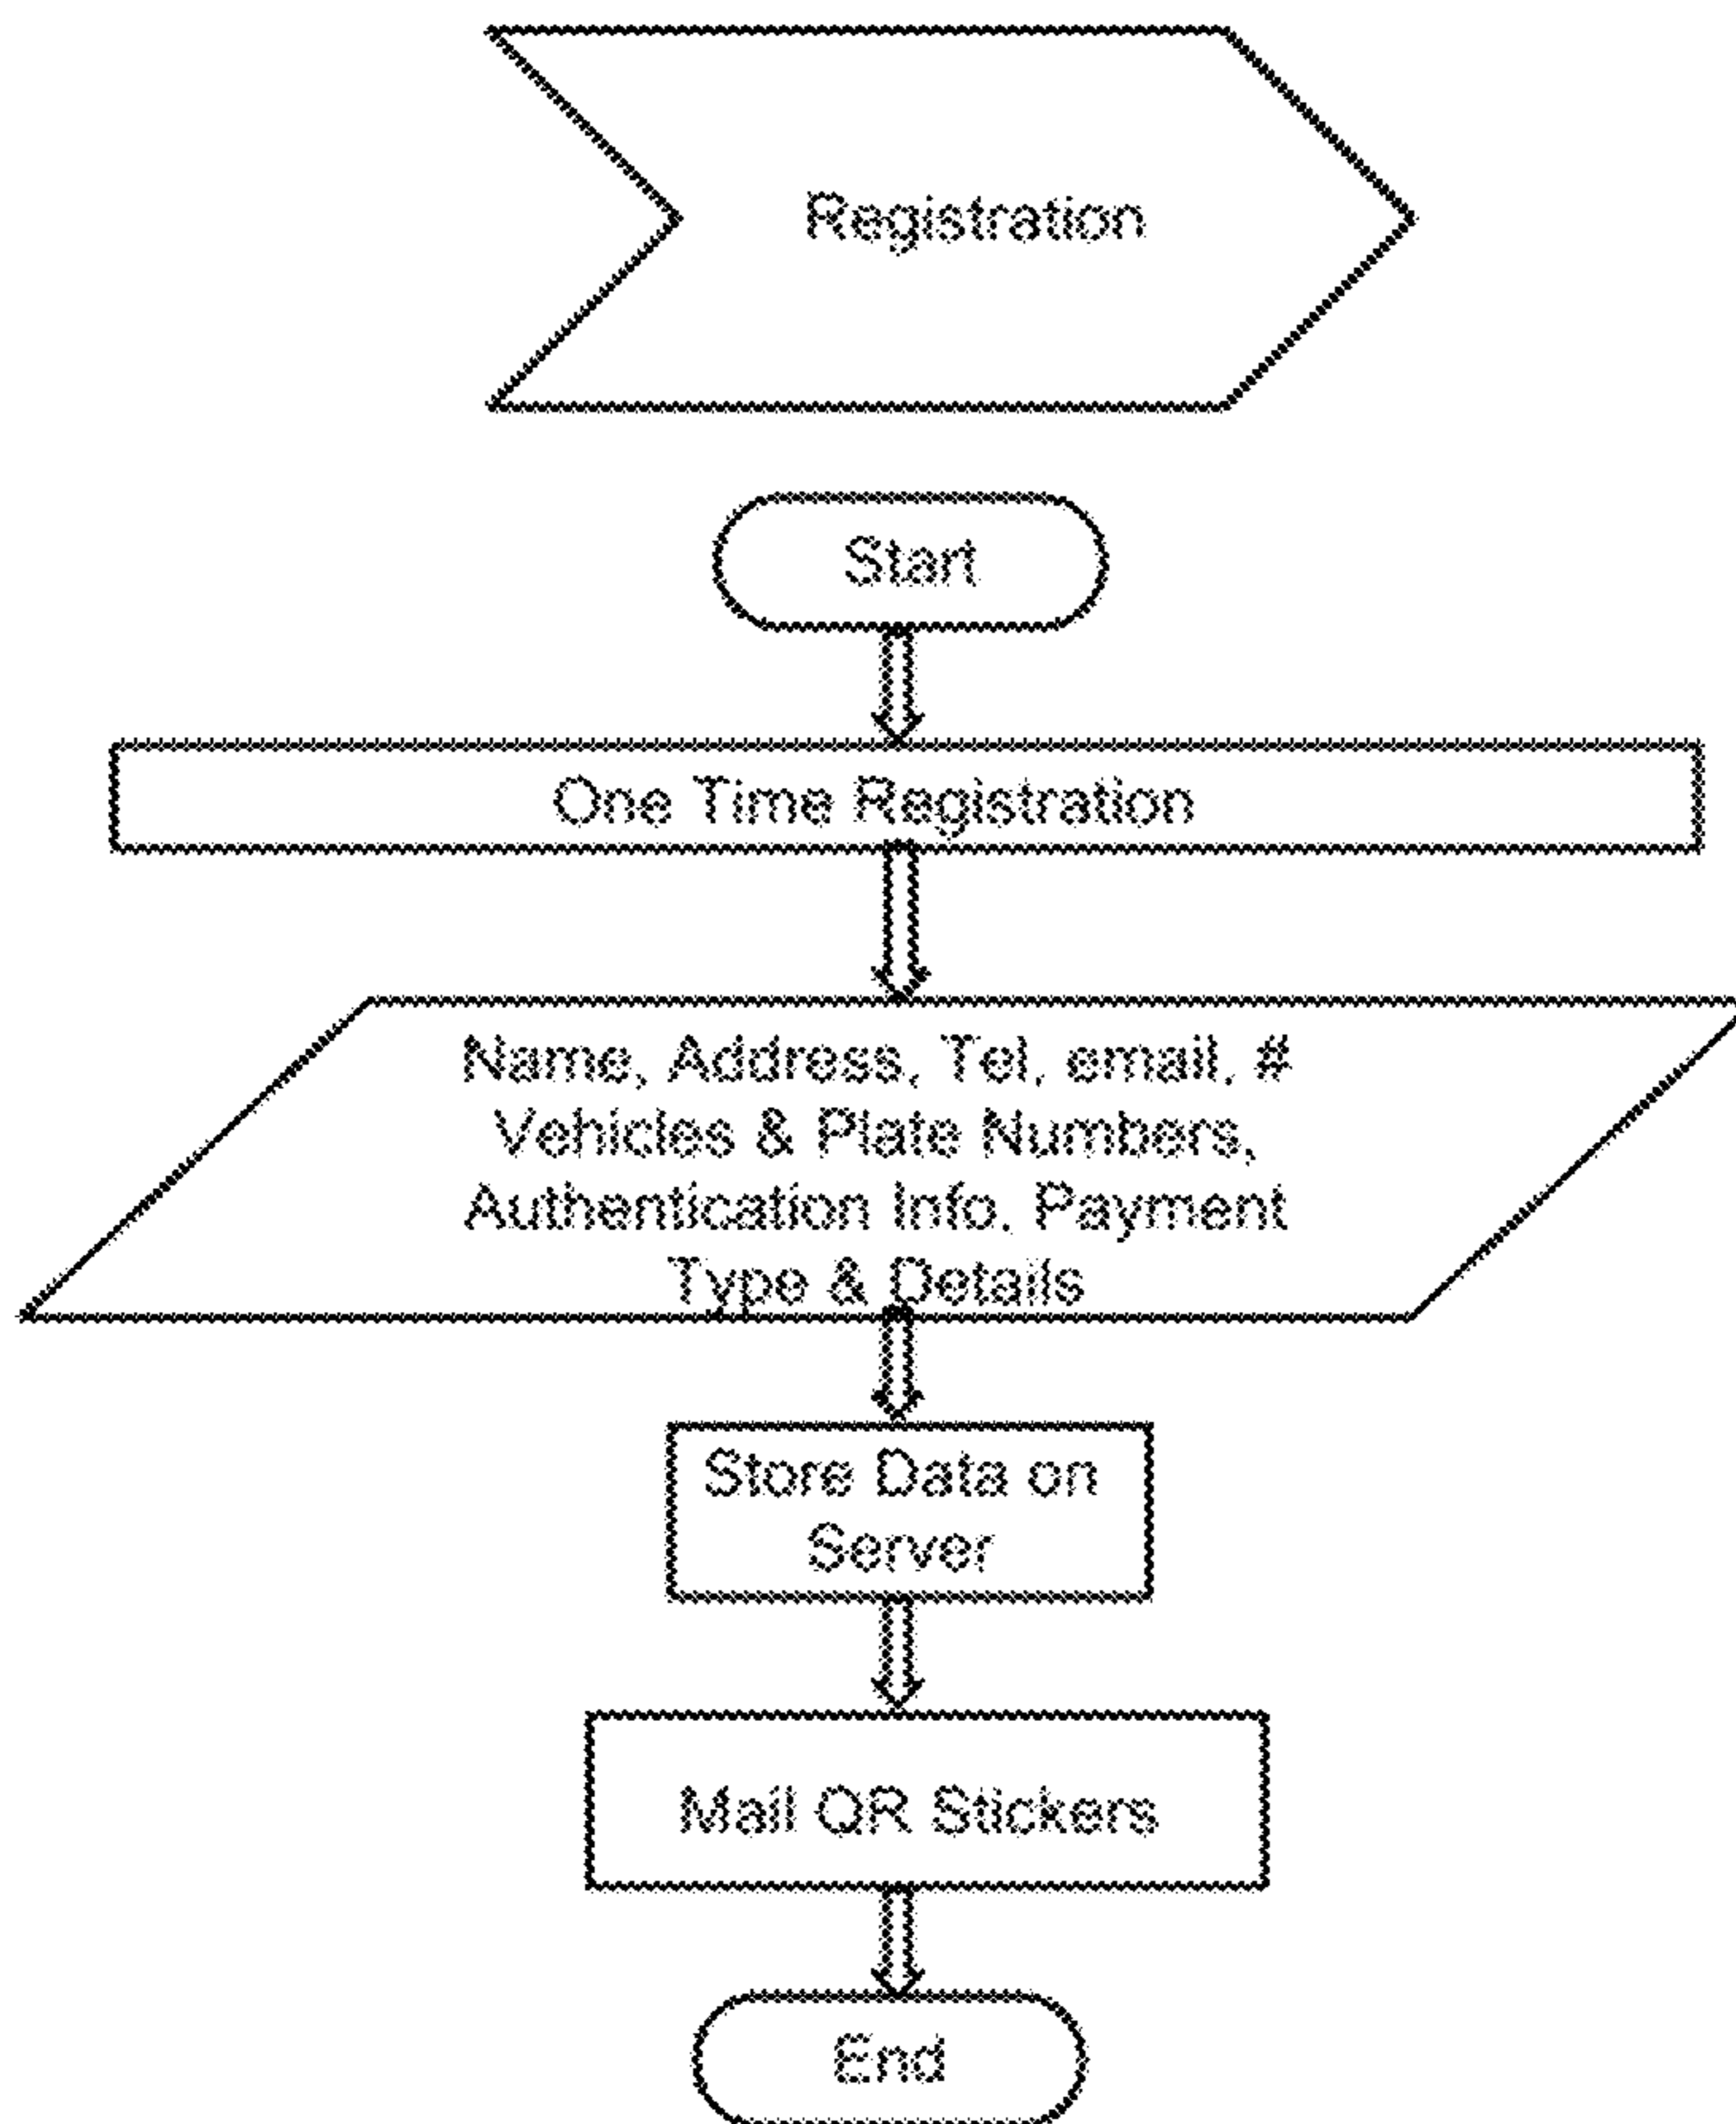 Registration
Start
One Time Registration
Name, Address, Tel, email, #
Vehicles & Plate Numbers,
Authentication Info, Payment
Type & Details
Store Data on
Server
Mail QR Stickers
End